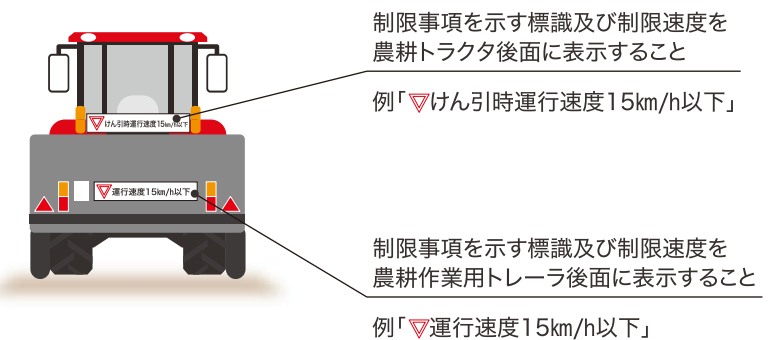 制限事項を示す標識及び制限速度を
農耕トラクタ後面に表示すること
例「けん引時運行速度15㎞/h以下」
けん引時運行速度15㎞/h以下
運行速度15㎞/h以下
制限事項を示す標識及び制限速度を
農耕作業用トレーラ後面に表示すること
例「運行速度15㎞/h以下」